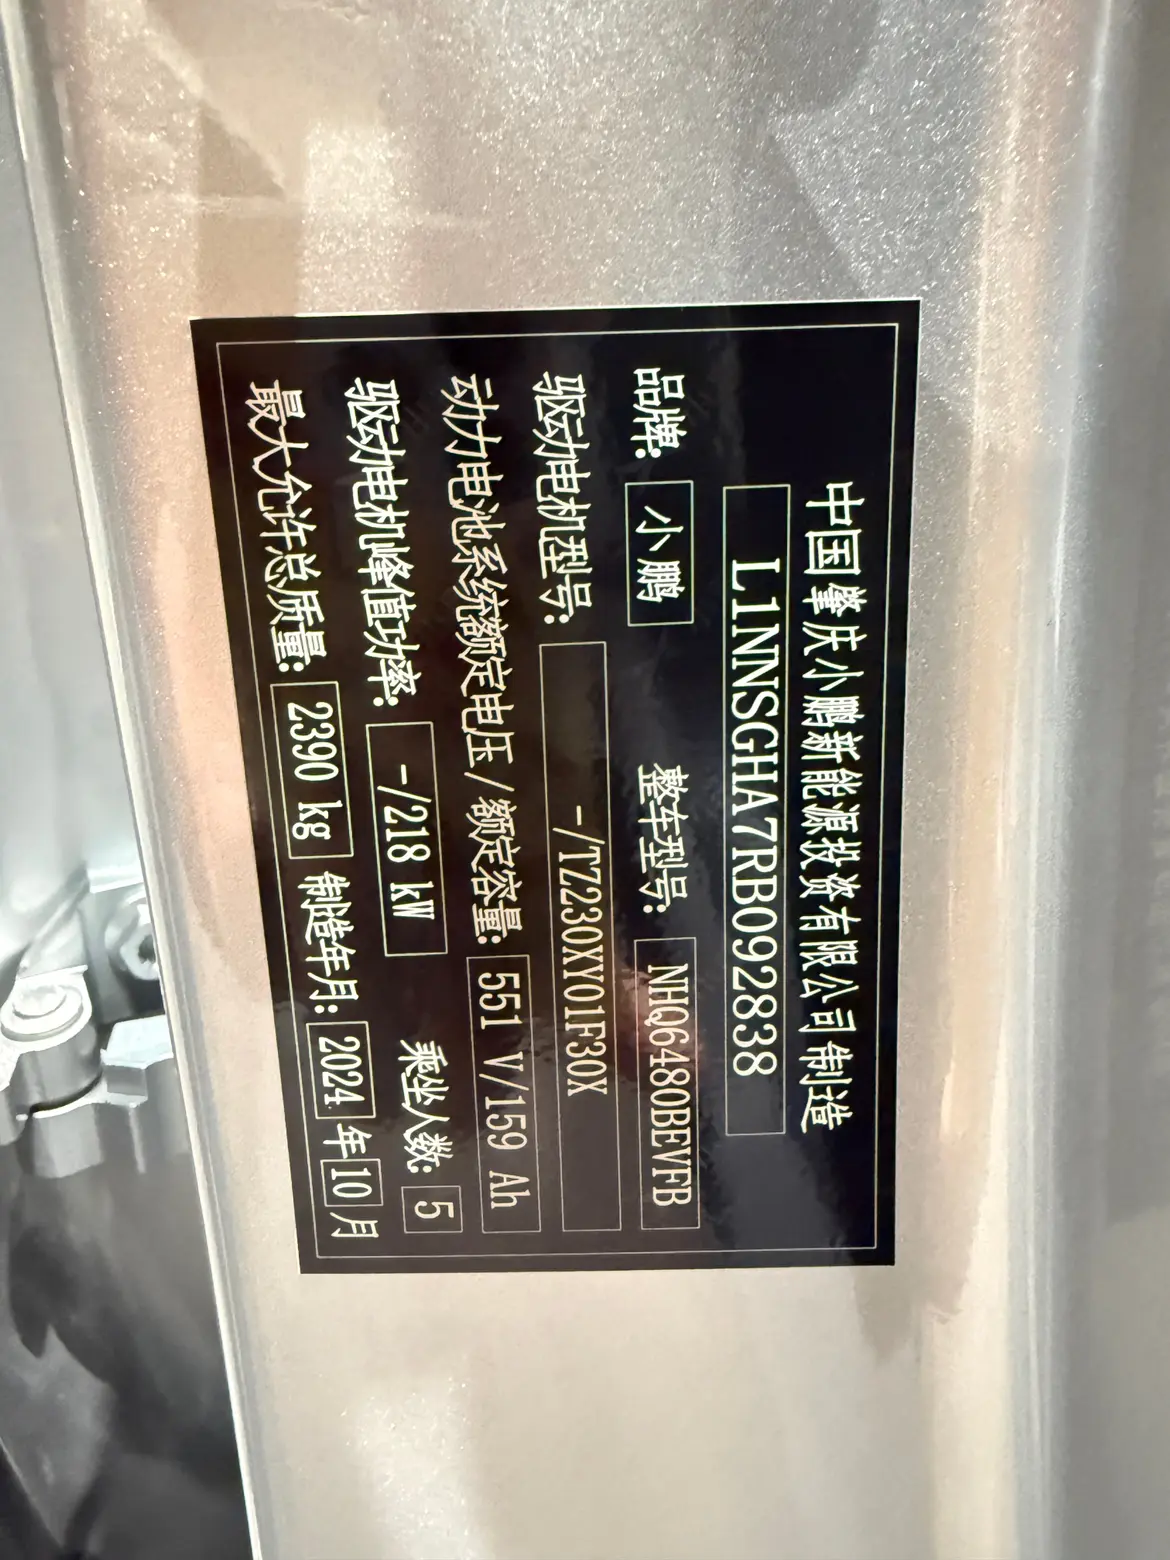 中国肇庆小鹏新能源投资有限公司制造
L1NNSGHA7RB092838
品牌: 小鹏 整车型号: NHQ6480BEVFB
驱动电机型号: -/TZ230XY01F30X
动力电池系统额定电压/额定容量: 551 V/159 Ah
驱动电机峰值功率: -/218 kW 乘坐人数: 5
最大允许总质量: 2390 kg 制造年月: 2024 年 10 月